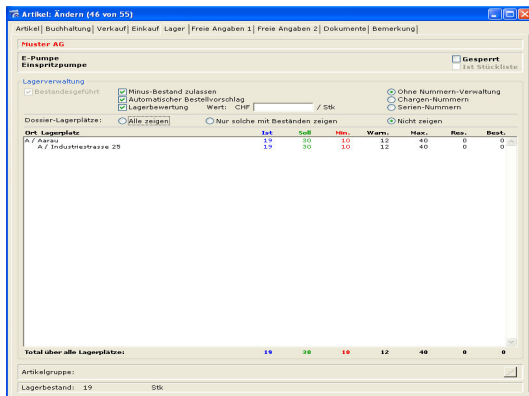 Artikel: Ändern (46 von 55)
Artikel Buchhaltung Verkauf Einkauf Lager Freie Angaben 1 Freie Angaben 2 Dokumente Bemerkung
Muster AG
E-Pumpe
Einspritzpumpe
Gesperrt
Ist Stückliste
Lagerverwaltung
Bestandesgeführt Minus-Bestand zulassen Ohne Nummern-Verwaltung
Automatischer Bestellvorschlag Chargen-Nummern
Lagerbewertung Wert: CHF / Stk Serien-Nummern
Dossier-Lagerplätze: Alle zeigen Nur solche mit Beständen zeigen Nicht zeigen
Ort Lagerplatz Ist Soll Min. Warn. Max. Res. Best.
A / Aarau 19 30 10 12 40 0 0
A / Industriestrasse 25 19 30 10 12 40 0 0
Total über alle Lagerplätze: 19 30 10 12 40 0 0
Artikelgruppe:
Lagerbestand: 19 Stk